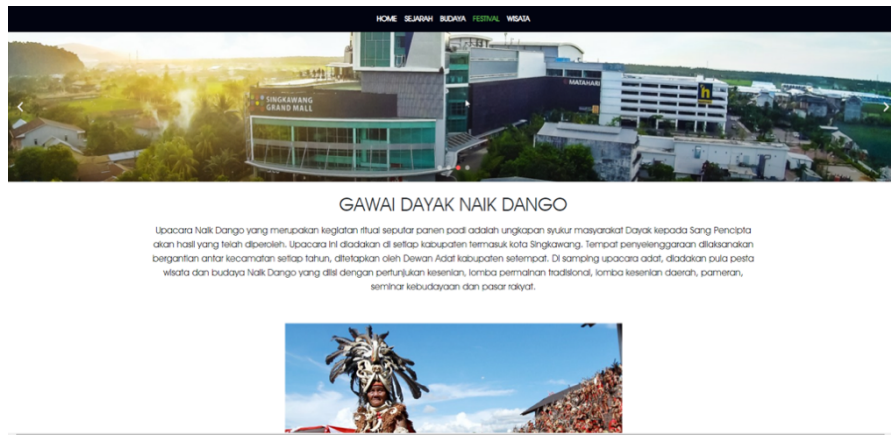 HOME SEJARAH BUDAYA FESTIVAL WISATA
SINGKAWANG
GRAND MALL
MATAHARI
GAWAI DAYAK NAIK DANGO
Upacara Naik Dango yang merupakan kegiatan ritual seputar panen padi adalah ungkapan syukur masyarakat Dayak kepada Sang Pencipta
akan hasil yang telah diperoleh. Upacara ini diadakan di setiap kabupaten termasuk kota Singkawang. Tempat penyelenggaraan dilaksanakan
bergantian antar kecamatan setiap tahun, ditetapkan oleh Dewan Adat kabupaten setempat. Di samping upacara adat, diadakan pula pesta
wisata dan budaya Naik Dango yang diisi dengan pertunjukan kesenian, lomba permainan tradisional, lomba kesenian daerah, pameran,
seminar kebudayaan dan pasar rakyat.